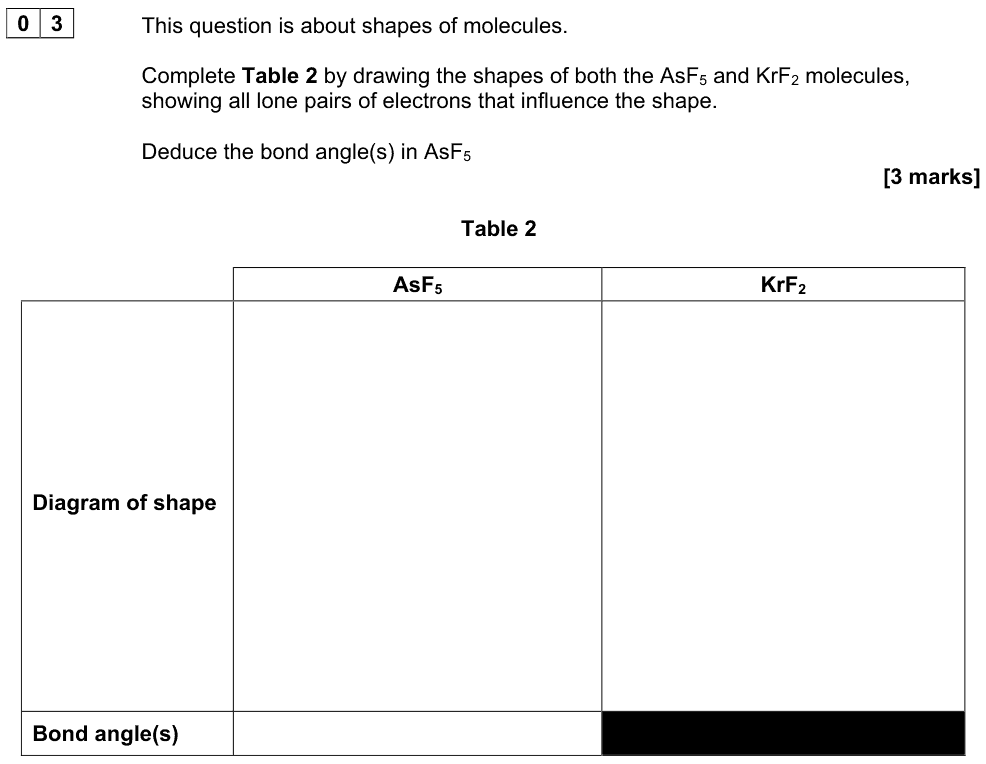 0 3 This question is about shapes of molecules.
Complete Table 2 by drawing the shapes of both the AsF₅ and KrF₂ molecules,
showing all lone pairs of electrons that influence the shape.
Deduce the bond angle(s) in AsF₅
[3 marks]
Table 2
AsF₅ KrF₂
Diagram of shape
Bond angle(s)